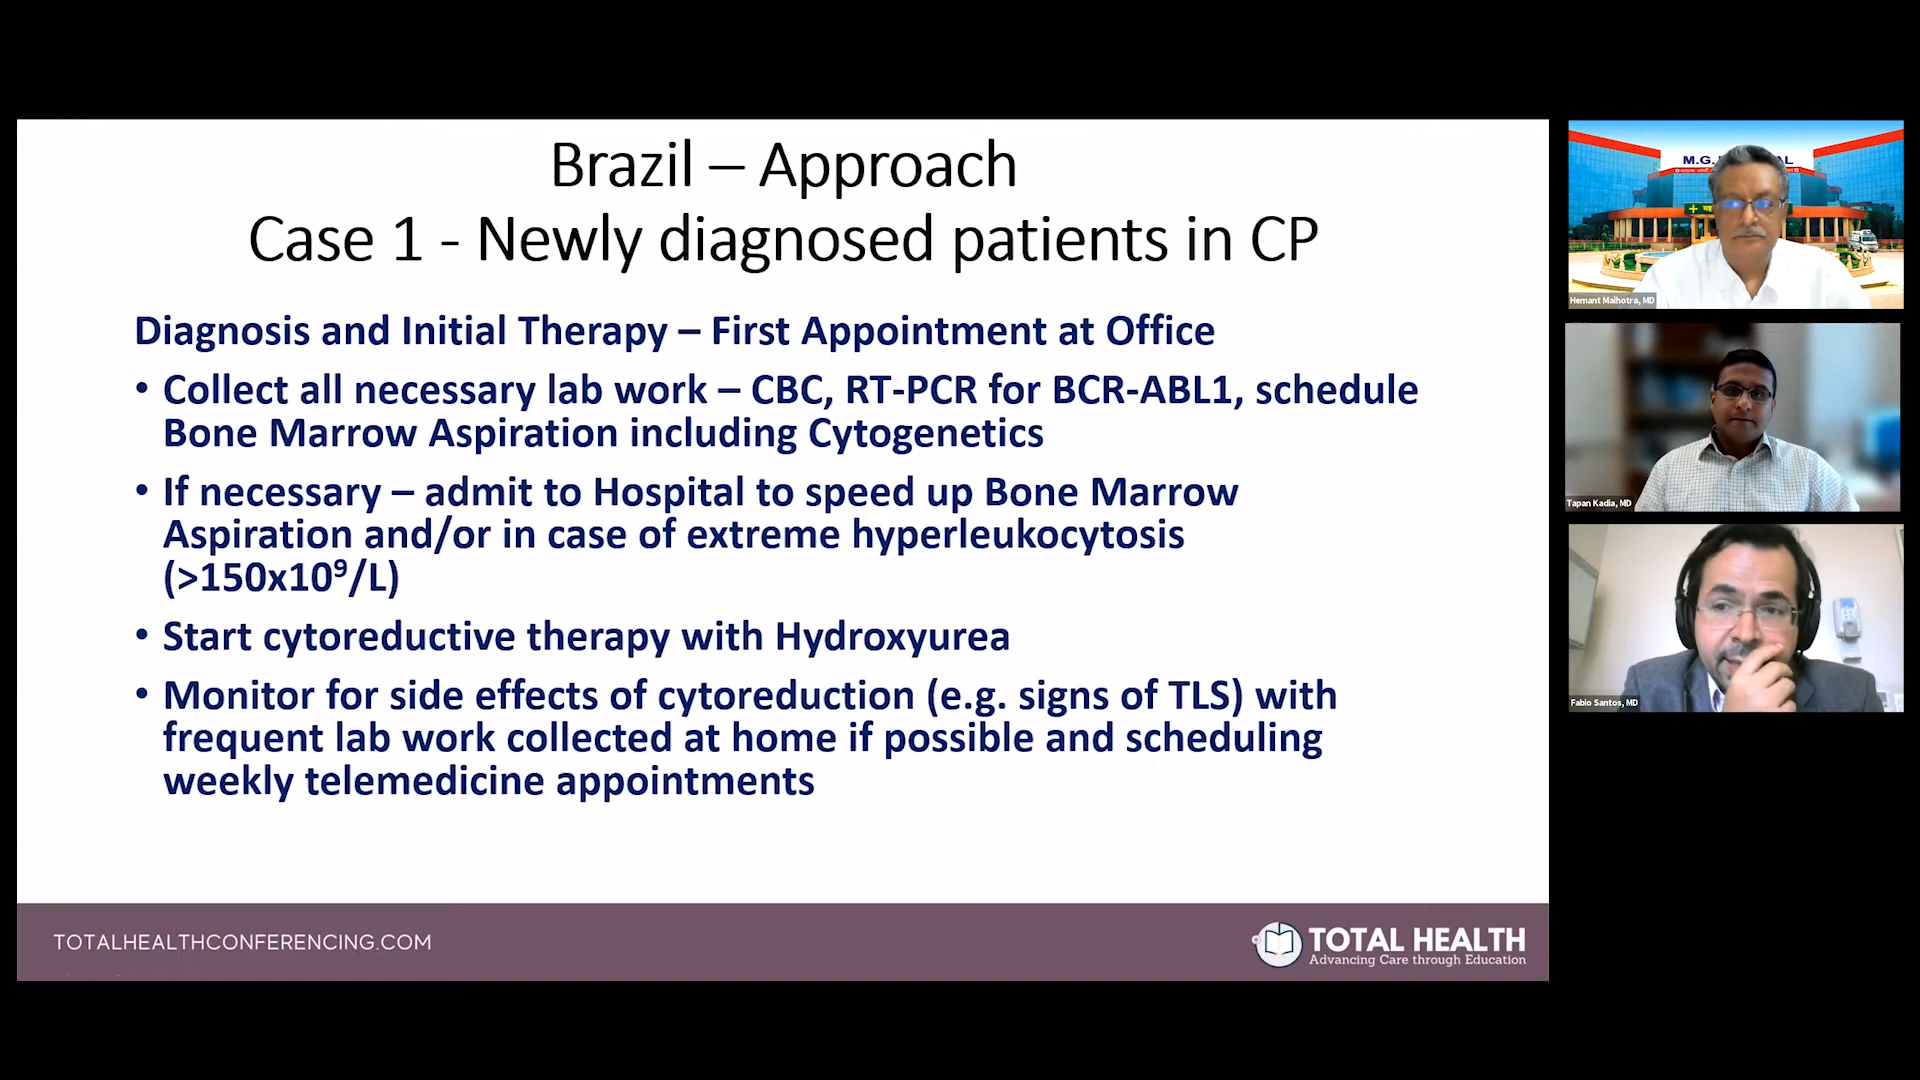 Brazil – Approach
Case 1 - Newly diagnosed patients in CP
Diagnosis and Initial Therapy – First Appointment at Office
• Collect all necessary lab work – CBC, RT-PCR for BCR-ABL1, schedule
Bone Marrow Aspiration including Cytogenetics
• If necessary – admit to Hospital to speed up Bone Marrow
Aspiration and/or in case of extreme hyperleukocytosis
(>150x10⁹/L)
• Start cytoreductive therapy with Hydroxyurea
• Monitor for side effects of cytoreduction (e.g. signs of TLS) with
frequent lab work collected at home if possible and scheduling
weekly telemedicine appointments
TOTALHEALTHCONFERENCING.COM
TOTAL HEALTH
Advancing Care through Education
M.G.
Hemant Malhotra, MD
Tapan Kadia, MD
Fabio Santos, MD